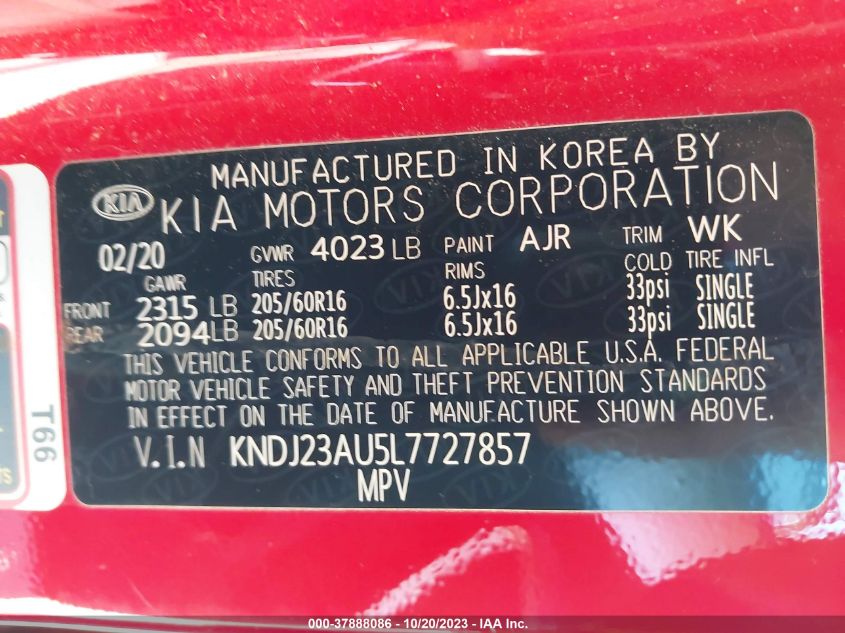 MANUFACTURED IN KOREA BY
KIA KIA MOTORS CORPORATION
02/20 GVWR 4023 LB PAINT AJR TRIM WK
GAWR TIRES RIMS COLD TIRE INFL
FRONT 2315 LB 205/60R16 6.5Jx16 33psi SINGLE
REAR 2094LB 205/60R16 6.5Jx16 33psi SINGLE
THIS VEHICLE CONFORMS TO ALL APPLICABLE U.S.A. FEDERAL
MOTOR VEHICLE SAFETY AND THEFT PREVENTION STANDARDS
IN EFFECT ON THE DATE OF MANUFACTURE SHOWN ABOVE.
V.I.N KNDJ23AU5L7727857
MPV
T66
000-37888086 - 10/20/2023 - IAA Inc.